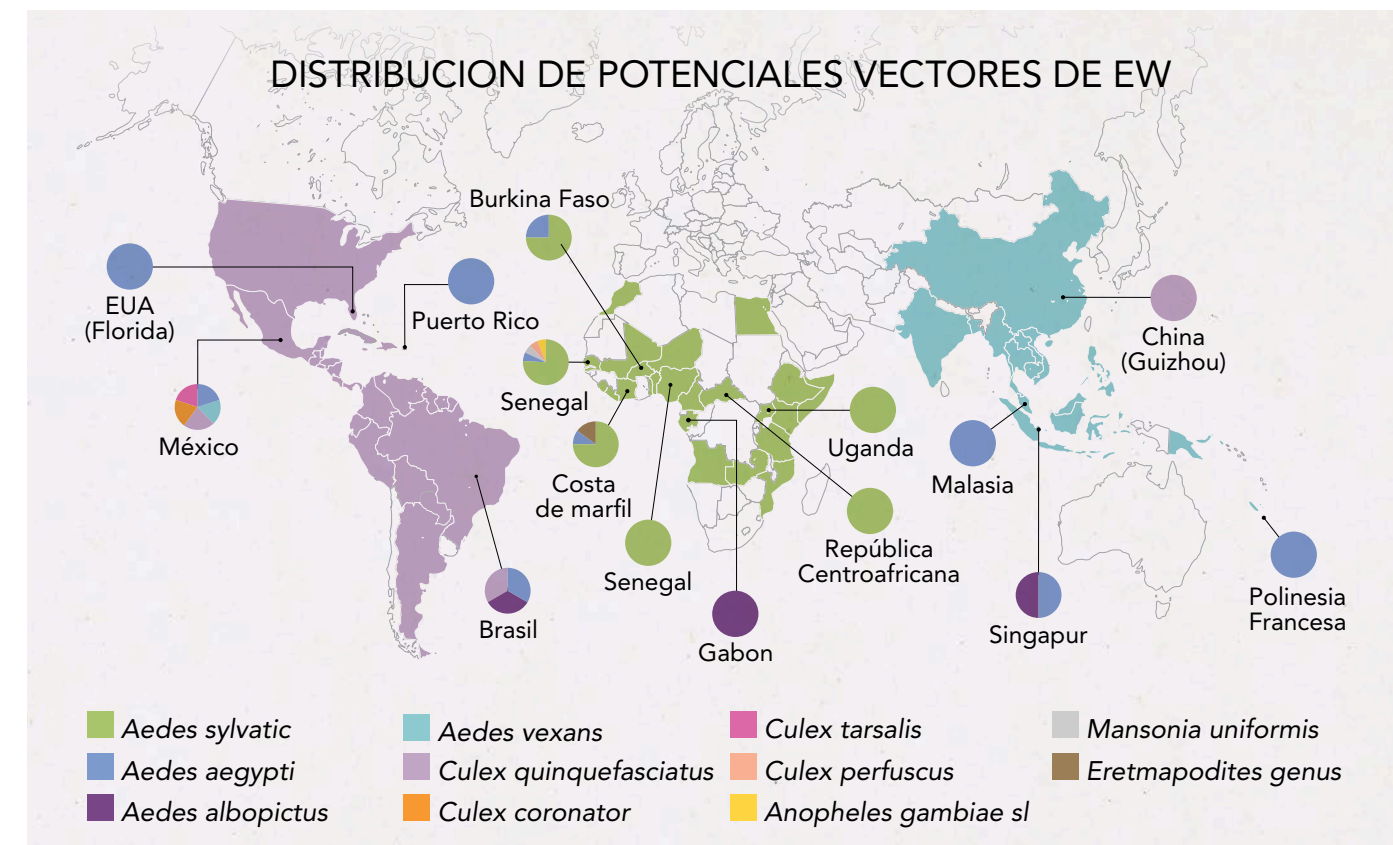 DISTRIBUCION DE POTENCIALES VECTORES DE EW
Burkina Faso
EUA
(Florida)
Puerto Rico
China
(Guizhou)
Senegal
México
Uganda
Costa
de marfil
Malasia
República
Centroafricana
Senegal
Polinesia
Francesa
Brasil
Singapur
Gabon
Aedes sylvatic
Aedes aegypti
Aedes albopictus
Aedes vexans
Culex quinquefasciatus
Culex coronator
Culex tarsalis
Culex perfuscus
Anopheles gambiae sl
Mansonia uniformis
Eretmapodites genus